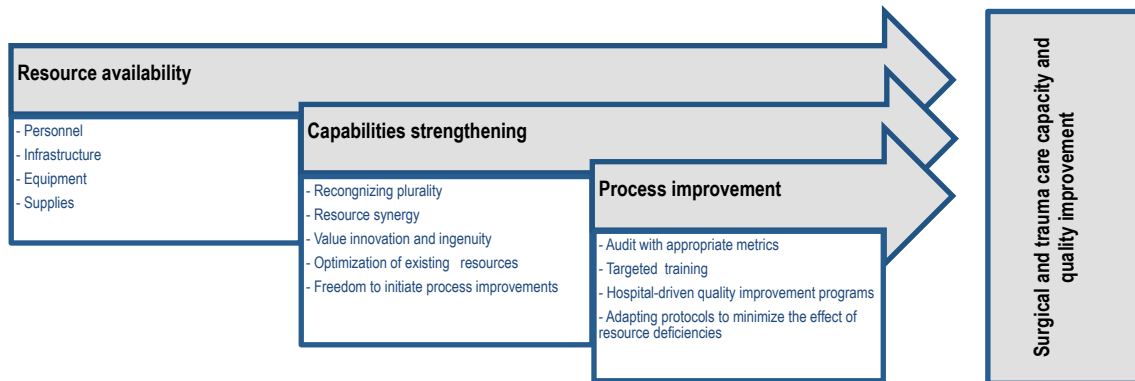 Resource availability
- Personnel
- Infrastructure
- Equipment
- Supplies
Capabilities strengthening
- Recongnizing plurality
- Resource synergy
- Value innovation and ingenuity
- Optimization of existing resources
- Freedom to initiate process improvements
Process improvement
- Audit with appropriate metrics
- Targeted training
- Hospital-driven quality improvement programs
- Adapting protocols to minimize the effect of
resource deficiencies
Surgical and trauma care capacity and
quality improvement